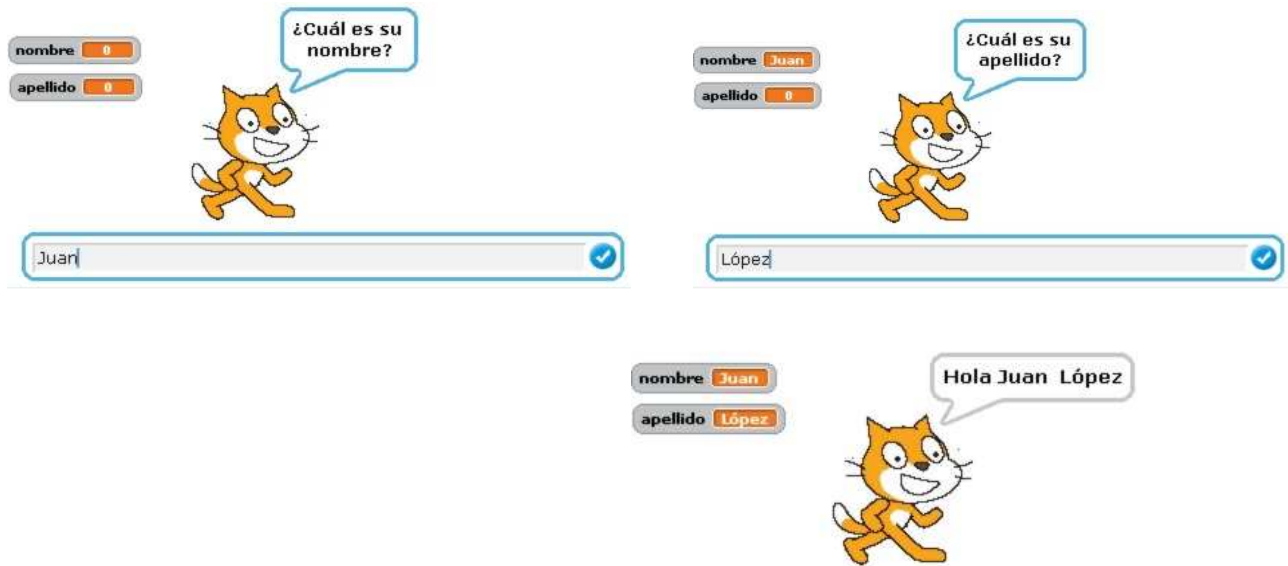 ¿Cuál es su
nombre?
nombre 0
apellido 0
Juan
¿Cuál es su
apellido?
nombre Juan
apellido 0
López
Hola Juan  López
nombre Juan
apellido López